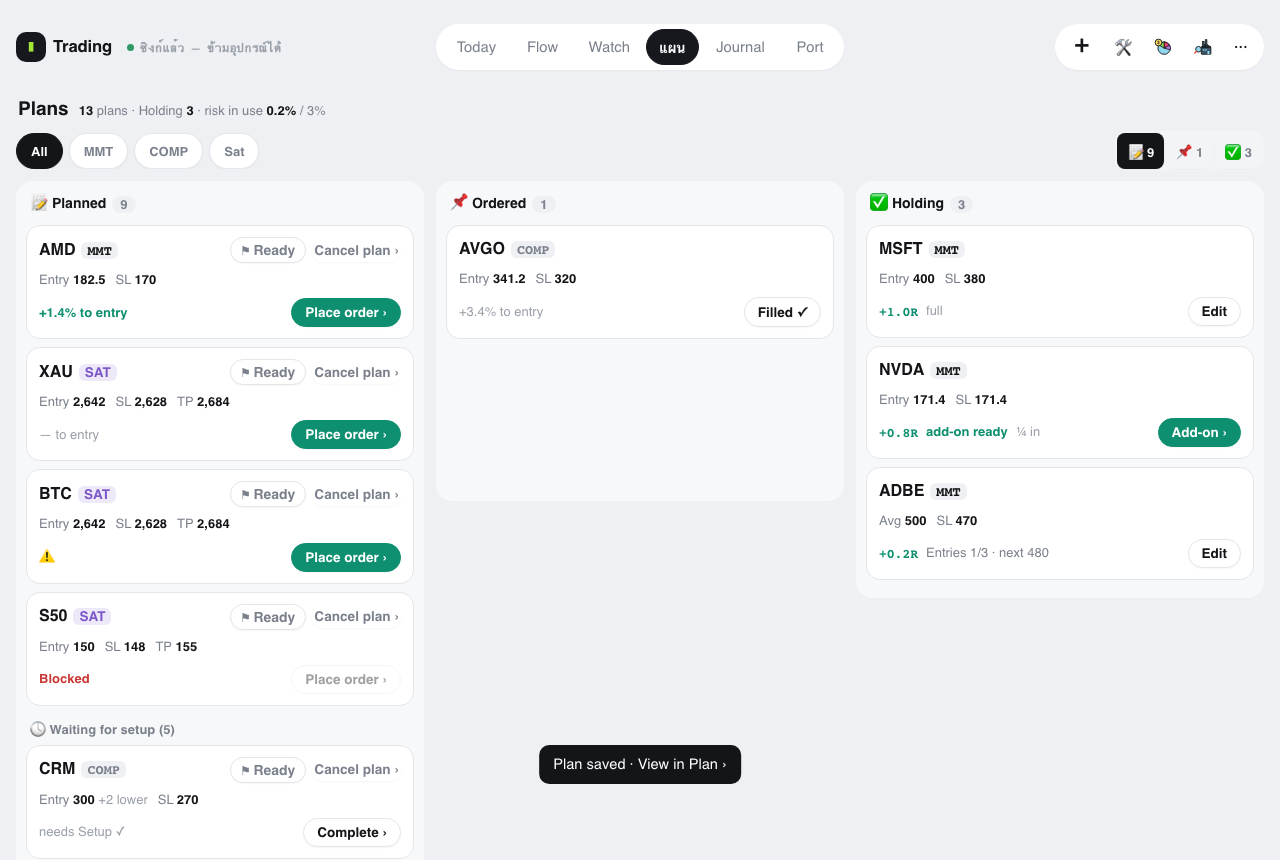 Trading
ซิงก์แล้ว — ข้ามอุปกรณ์ได้
Today Flow Watch แผน Journal Port
+ ...
Plans 13 plans · Holding 3 · risk in use 0.2% / 3%
All MMT COMP Sat
9 1 3
Planned 9
AMD MMT Ready Cancel plan ›
Entry 182.5 SL 170
+1.4% to entry Place order ›
XAU SAT Ready Cancel plan ›
Entry 2,642 SL 2,628 TP 2,684
— to entry Place order ›
BTC SAT Ready Cancel plan ›
Entry 2,642 SL 2,628 TP 2,684
Place order ›
S50 SAT Ready Cancel plan ›
Entry 150 SL 148 TP 155
Blocked Place order ›
Waiting for setup (5)
CRM COMP Ready Cancel plan ›
Entry 300 +2 lower SL 270
needs Setup ✓ Complete ›
Ordered 1
AVGO COMP
Entry 341.2 SL 320
+3.4% to entry Filled ✓
Holding 3
MSFT MMT
Entry 400 SL 380
+1.0R full Edit
NVDA MMT
Entry 171.4 SL 171.4
+0.8R add-on ready ¼ in Add-on ›
ADBE MMT
Avg 500 SL 470
+0.2R Entries 1/3 · next 480 Edit
Plan saved · View in Plan ›